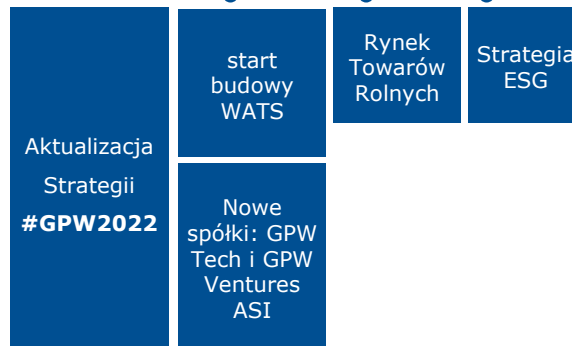 Aktualizacja
Strategii
#GPW2022
start
budowy
WATS
Nowe
spółki: GPW
Tech i GPW
Ventures
ASI
Rynek
Towarów
Rolnych
Strategia
ESG